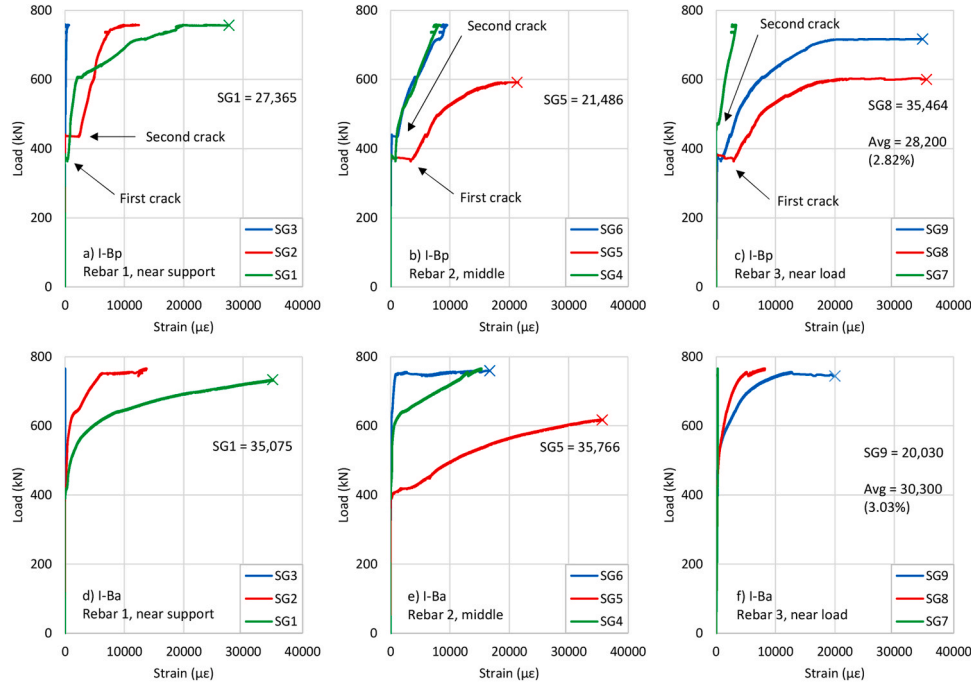 800
600
400
800
400
200
0
Load (kN)
SG1 = 27,365
Second crack
First crack
a) I-Bp
Rebar 1, near support
SG3
SG2
SG1
0 10000 20000 30000 40000
Strain (με)
800
600
400
800
400
200
0
Load (kN)
Second crack
SG5 = 21,486
First crack
b) I-Bp
Rebar 2, middle
SG6
SG5
SG4
0 10000 20000 30000 40000
Strain (με)
800
600
400
800
400
200
0
Load (kN)
Second crack
SG8 = 35,464
Avg = 28,200
(2.82%)
First crack
c) I-Bp
Rebar 3, near load
SG9
SG8
SG7
0 10000 20000 30000 40000
Strain (με)
800
600
400
200
0
Load (kN)
SG1 = 35,075
d) I-Ba
Rebar 1, near support
SG3
SG2
SG1
0 10000 20000 30000 40000
Strain (με)
800
600
400
200
0
Load (kN)
SG5 = 35,766
e) I-Ba
Rebar 2, middle
SG6
SG5
SG4
0 10000 20000 30000 40000
Strain (με)
800
600
400
200
0
Load (kN)
SG9 = 20,030
Avg = 30,300
(3.03%)
f) I-Ba
Rebar 3, near load
SG9
SG8
SG7
0 10000 20000 30000 40000
Strain (με)